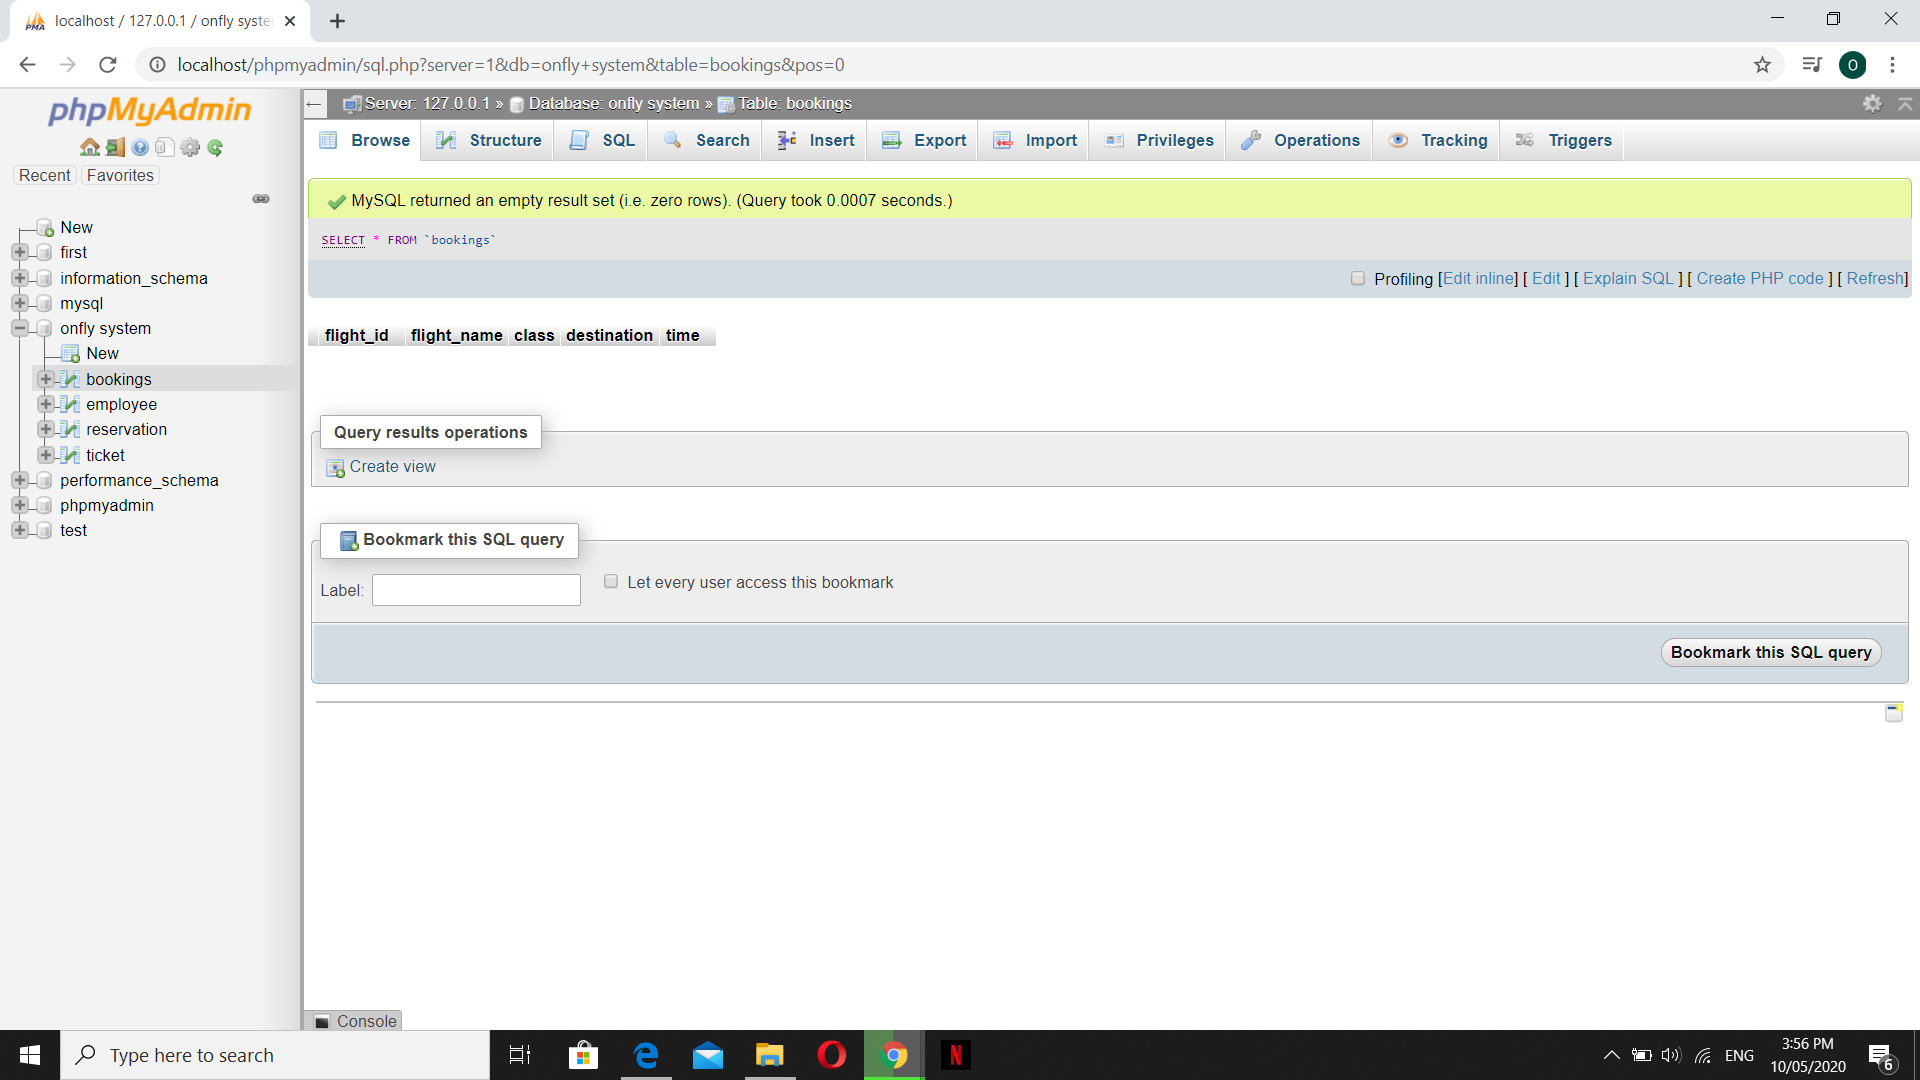 localhost / 127.0.0.1 / onfly syste
localhost/phpmyadmin/sql.php?server=1&db=onfly+system&table=bookings&pos=0
O
phpMyAdmin
Recent Favorites
New
first
information_schema
mysql
onfly system
New
bookings
employee
reservation
ticket
performance_schema
phpmyadmin
test
Server: 127.0.0.1 » Database: onfly system » Table: bookings
Browse Structure SQL Search Insert Export Import Privileges Operations Tracking Triggers
MySQL returned an empty result set (i.e. zero rows). (Query took 0.0007 seconds.)
SELECT * FROM `bookings`
Profiling [Edit inline] [ Edit ] [ Explain SQL ] [ Create PHP code ] [ Refresh]
flight_id flight_name class destination time
Query results operations
Create view
Bookmark this SQL query
Label: Let every user access this bookmark
Bookmark this SQL query
Console
Type here to search
N
ENG
3:56 PM
10/05/2020
6